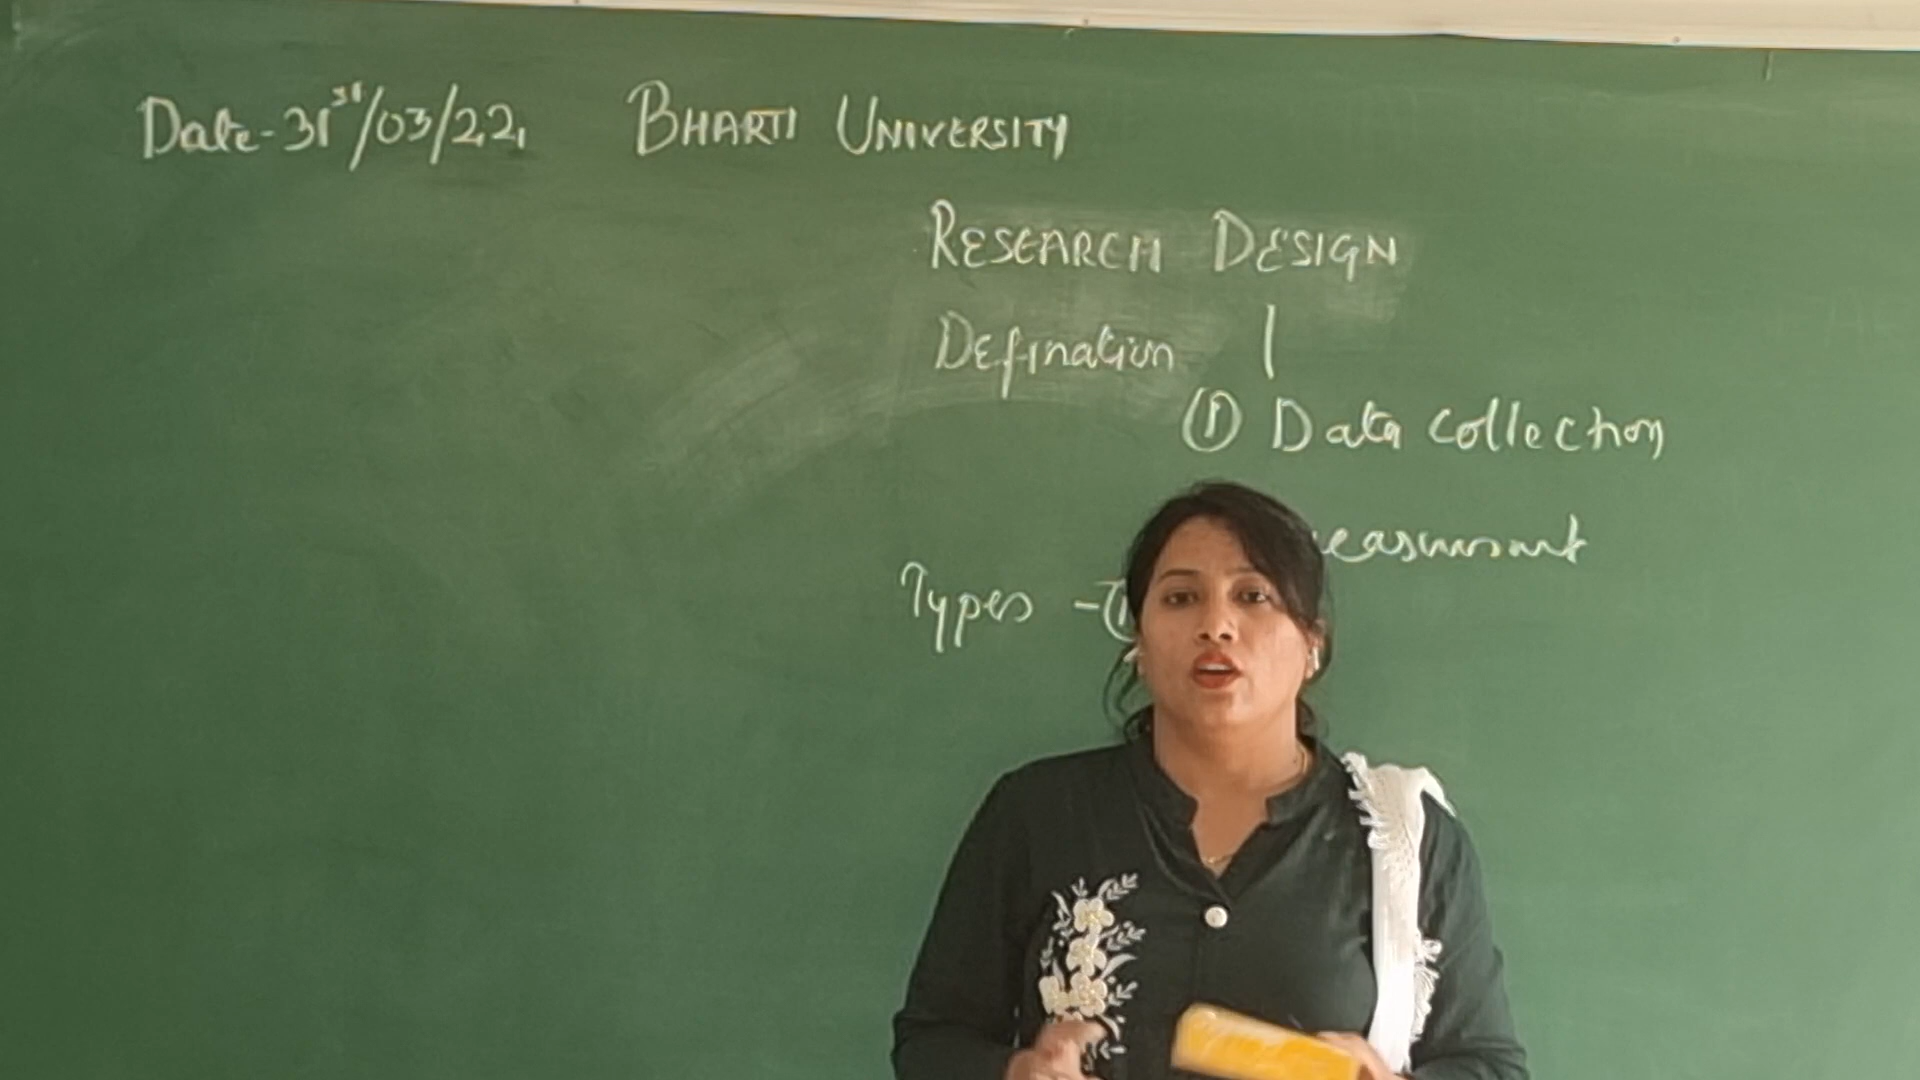 Date-31st/03/22, BHARTI UNIVERSITY
RESEARCH DESIGN
Defination |
① Data collection
Types -